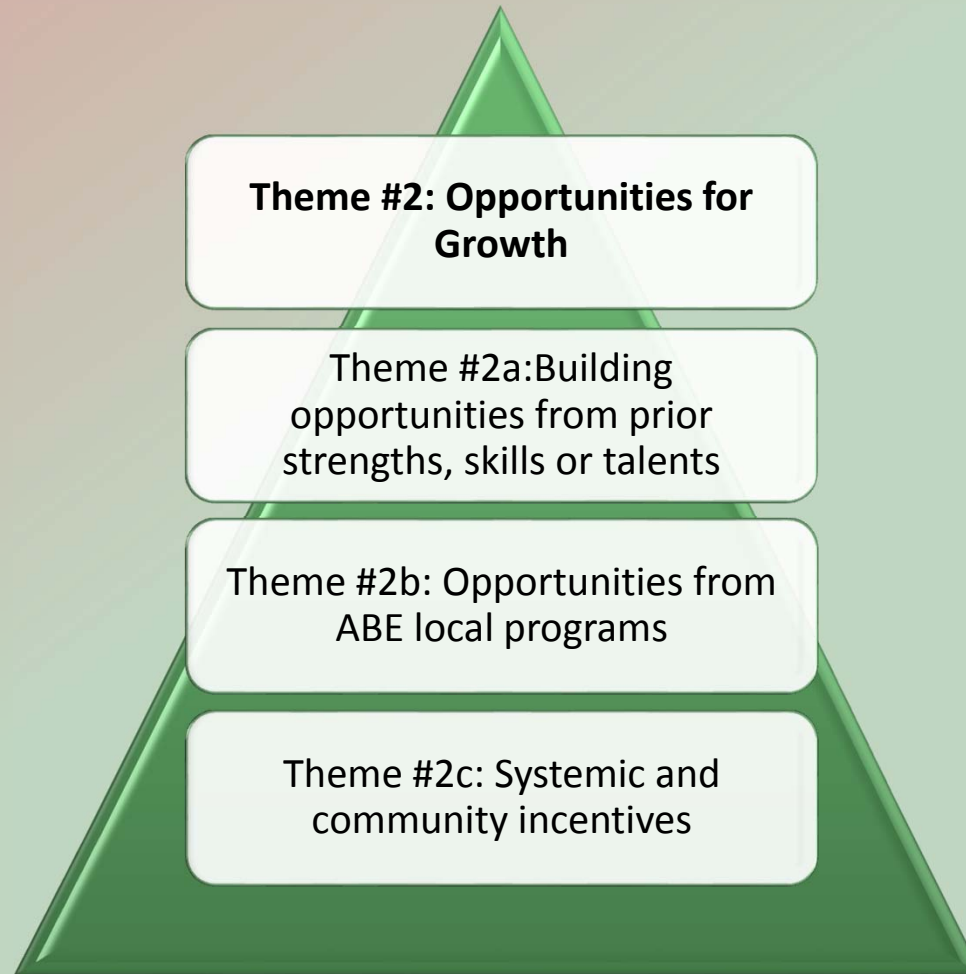 Theme #2: Opportunities for
Growth
Theme #2a:Building
opportunities from prior
strengths, skills or talents
Theme #2b: Opportunities from
ABE local programs
Theme #2c: Systemic and
community incentives